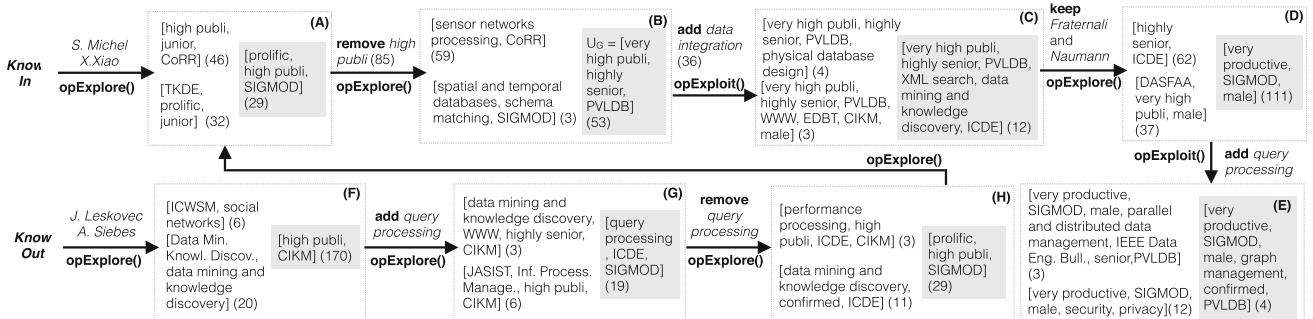 Know
In
S. Michel
X.Xiao
opExplore()
(A)
[high publi,
junior,
CoRR] (46)
[TKDE,
prolific,
junior] (32)
[prolific,
high publi,
SIGMOD]
(29)
remove high
publi (85)
opExplore()
(B)
[sensor networks
processing, CoRR]
(59)
[spatial and temporal
databases, schema
matching, SIGMOD] (3)
UG = [very
high publi,
highly
senior,
PVLDB]
(53)
add data
integration
(36)
opExploit()
(C)
[very high publi, highly
senior, PVLDB,
physical database
design] (4)
[very high publi,
highly senior, PVLDB,
WWW, EDBT, CIKM,
male] (3)
[very high publi,
highly senior, PVLDB,
XML search, data
mining and
knowledge
discovery, ICDE] (12)
keep
Fraternali
and
Naumann
opExplore()
(D)
[highly
senior,
ICDE]
(62)
[DASFAA,
very high
publi, male]
(37)
[very
productive,
SIGMOD,
male] (111)
opExploit()
add query
processing
opExplore()
Know
Out
J. Leskovec
A. Siebes
opExplore()
(F)
[ICWSM, social
networks] (6)
[Data Min.
Knowl. Discov.,
data mining and
knowledge
discovery] (20)
[high publi,
CIKM] (170)
add query
processing
opExplore()
(G)
[data mining and
knowledge discovery,
WWW, highly senior,
CIKM] (3)
[JASIST, Inf. Process.
Manage., high publi,
CIKM] (6)
[query
processing
, ICDE,
SIGMOD]
(19)
remove
query
processing
opExplore()
(H)
[performance
processing, high
publi, ICDE, CIKM] (3)
[data mining and
knowledge discovery,
confirmed, ICDE] (11)
[prolific,
high publi,
SIGMOD]
(29)
(E)
[very productive,
SIGMOD, male, parallel
and distributed data
management, IEEE Data
Eng. Bull., senior,PVLDB]
(3)
[very productive, SIGMOD,
male, security, privacy](12)
[very
productive,
SIGMOD,
male, graph
management,
confirmed,
PVLDB] (4)